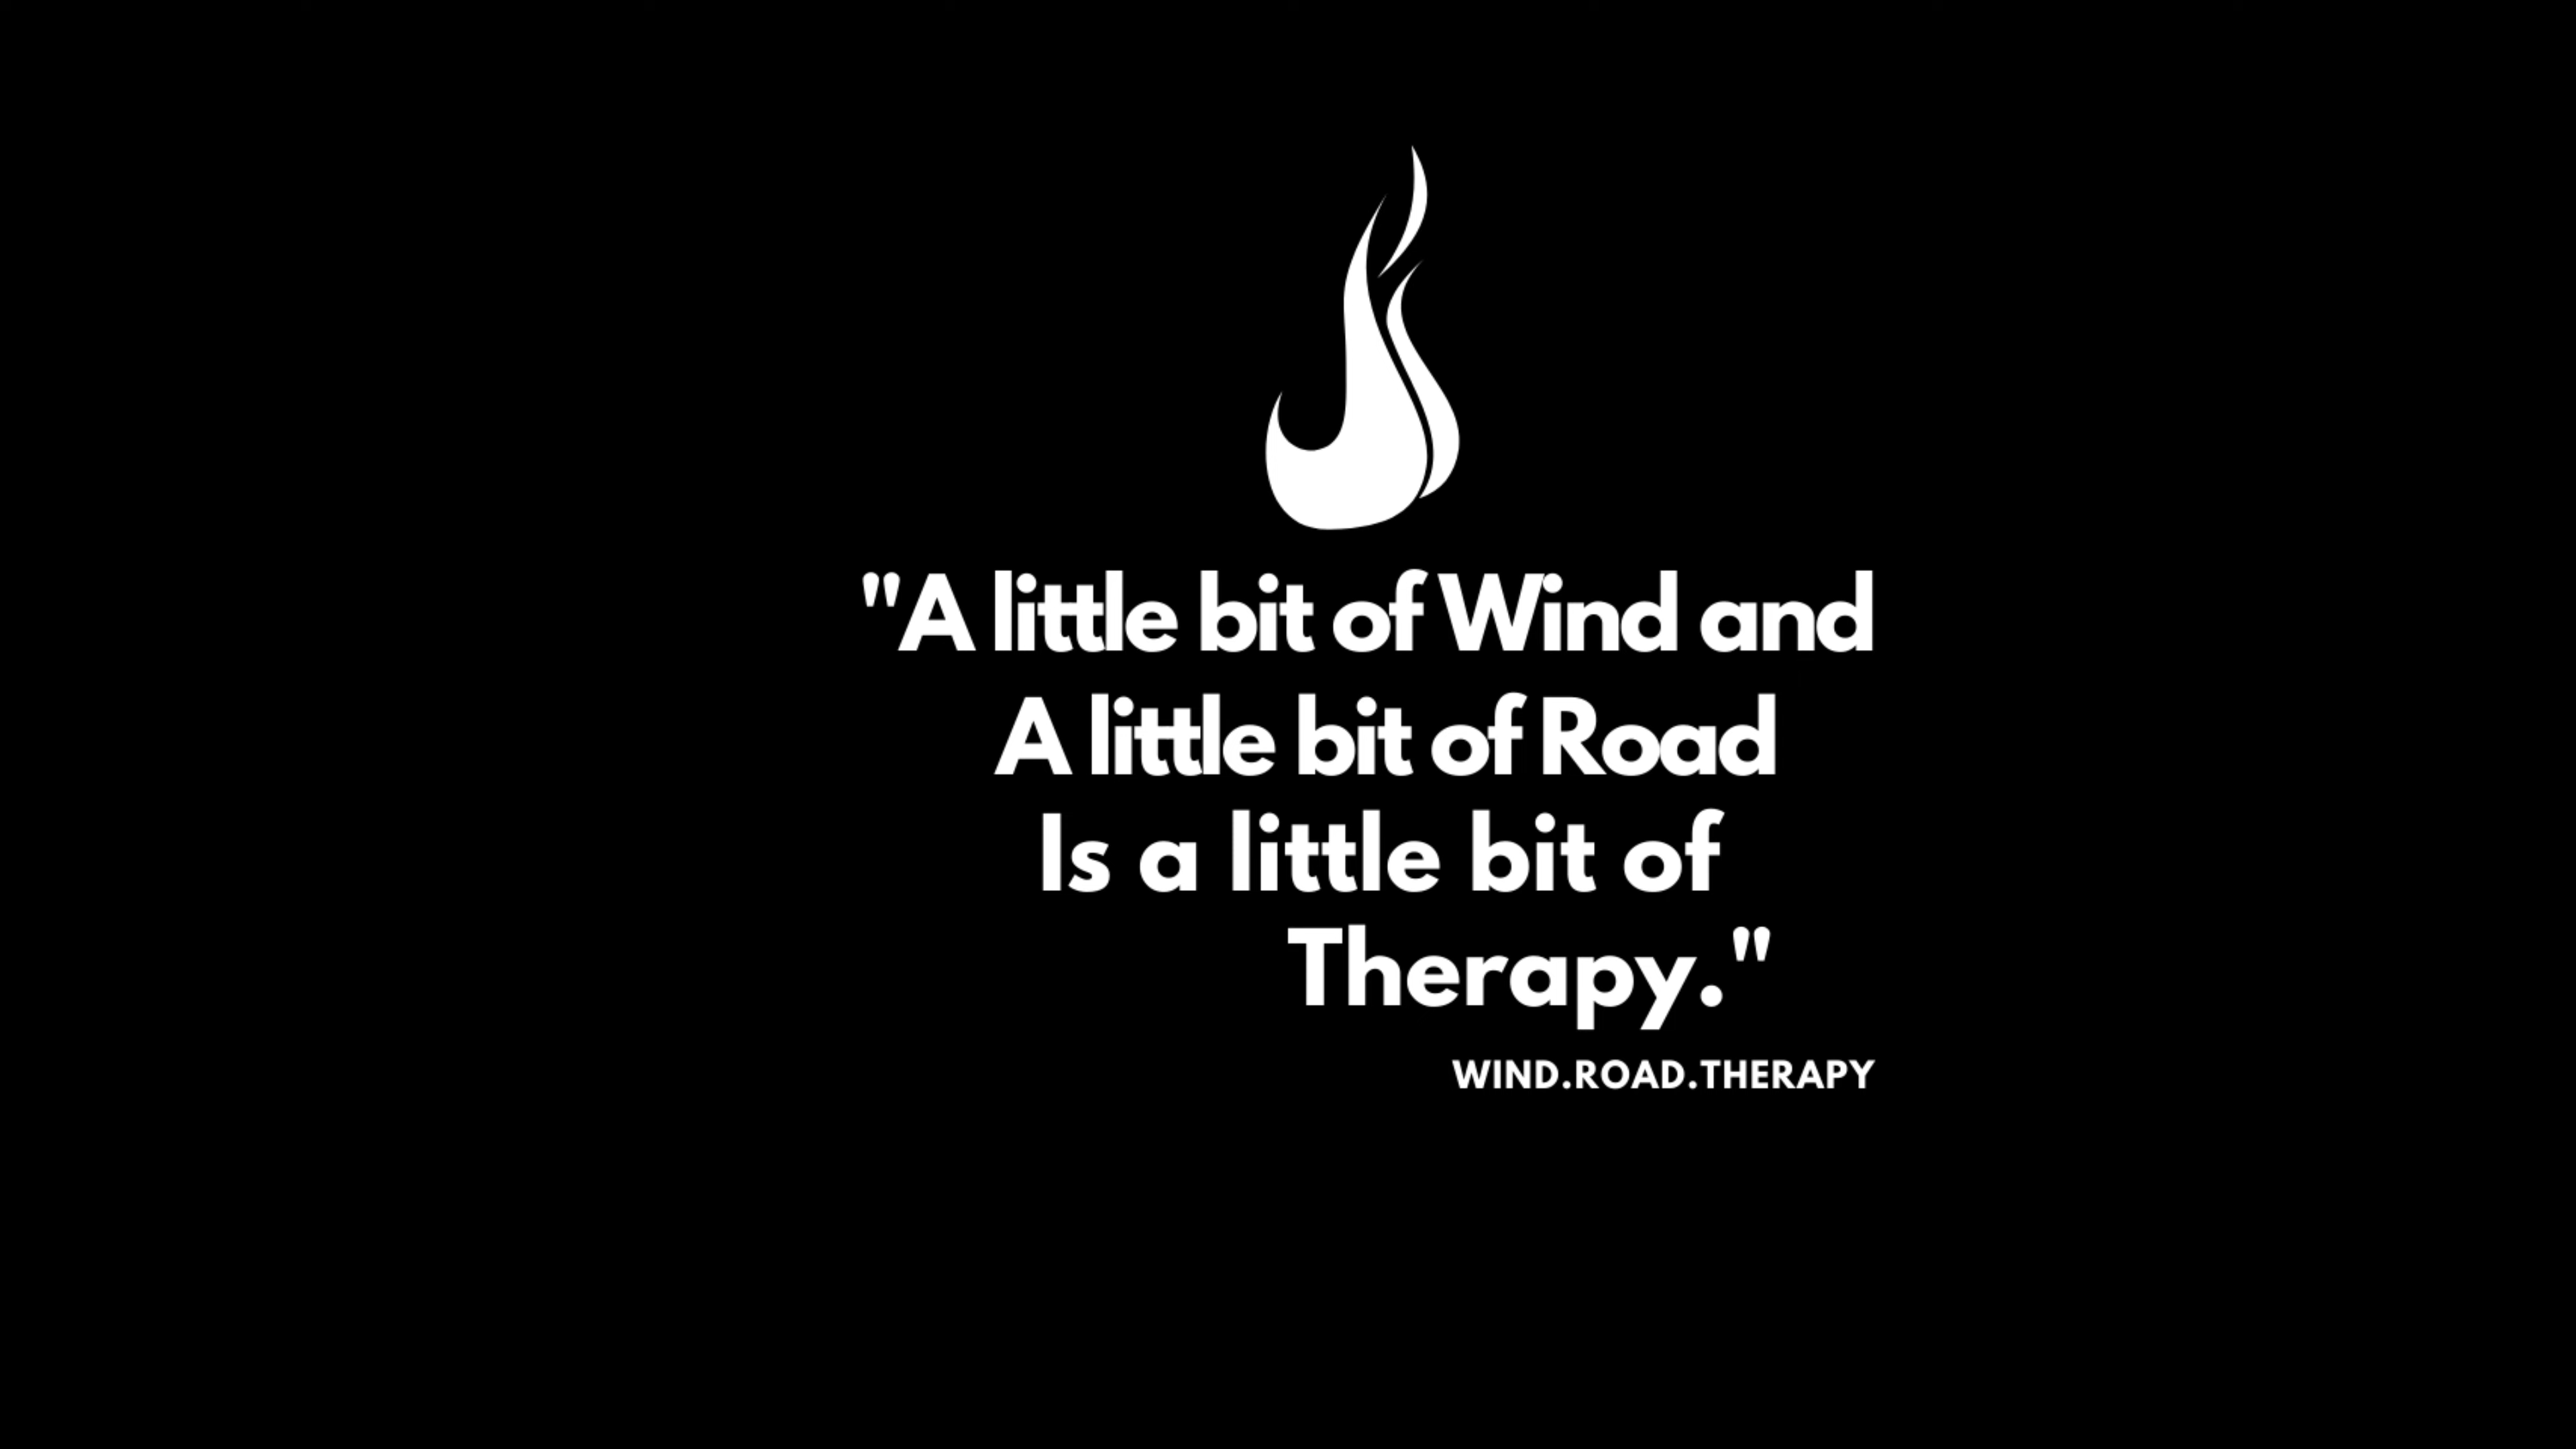 "A little bit of Wind and
A little bit of Road
Is a little bit of
Therapy."
WIND.ROAD.THERAPY